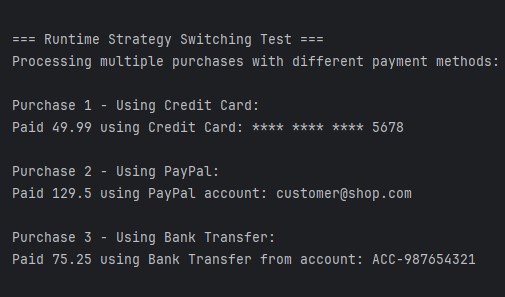 === Runtime Strategy Switching Test ===
Processing multiple purchases with different payment methods:
Purchase 1 - Using Credit Card:
Paid 49.99 using Credit Card: **** **** **** 5678
Purchase 2 - Using PayPal:
Paid 129.5 using PayPal account: customer@shop.com
Purchase 3 - Using Bank Transfer:
Paid 75.25 using Bank Transfer from account: ACC-987654321